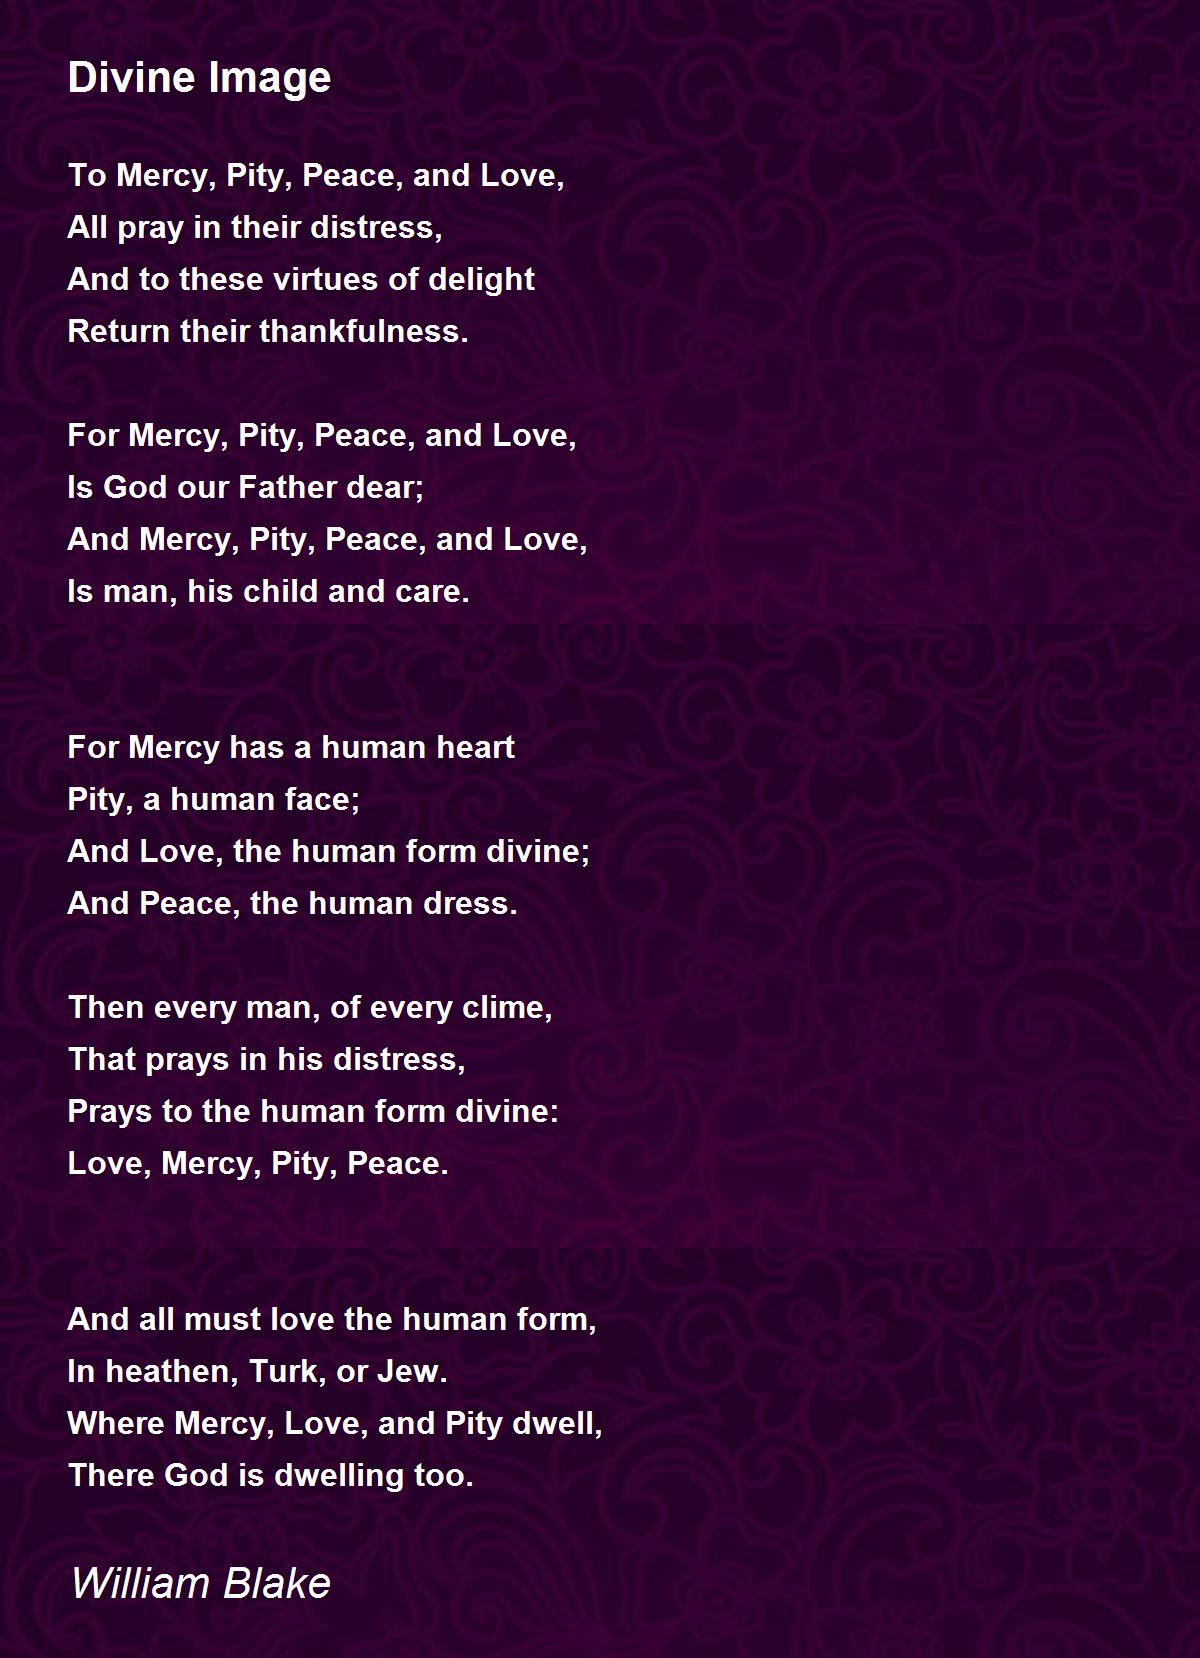 Divine Image
To Mercy, Pity, Peace, and Love,
All pray in their distress,
And to these virtues of delight
Return their thankfulness.
For Mercy, Pity, Peace, and Love,
Is God our Father dear;
And Mercy, Pity, Peace, and Love,
Is man, his child and care.
For Mercy has a human heart
Pity, a human face;
And Love, the human form divine;
And Peace, the human dress.
Then every man, of every clime,
That prays in his distress,
Prays to the human form divine:
Love, Mercy, Pity, Peace.
And all must love the human form,
In heathen, Turk, or Jew.
Where Mercy, Love, and Pity dwell,
There God is dwelling too.
William Blake